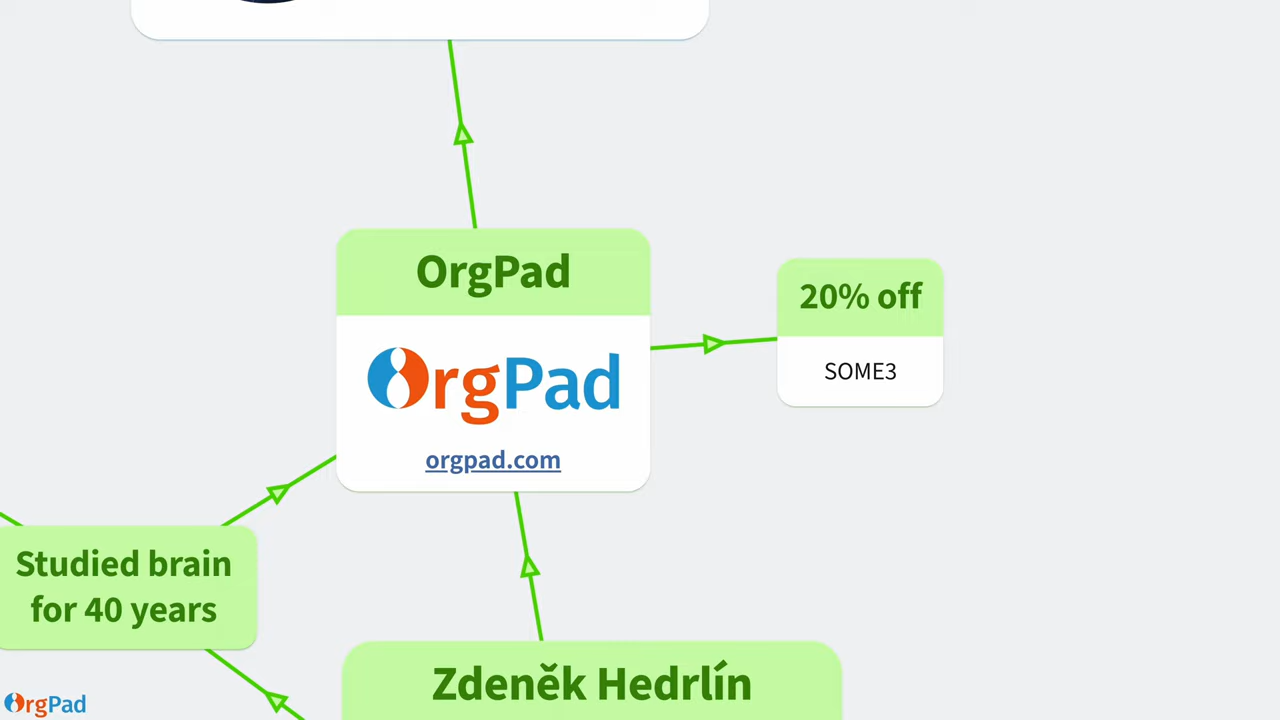 OrgPad
OrgPad
orgpad.com
20% off
SOME3
Studied brain
for 40 years
Zdeněk Hedrlín
OrgPad